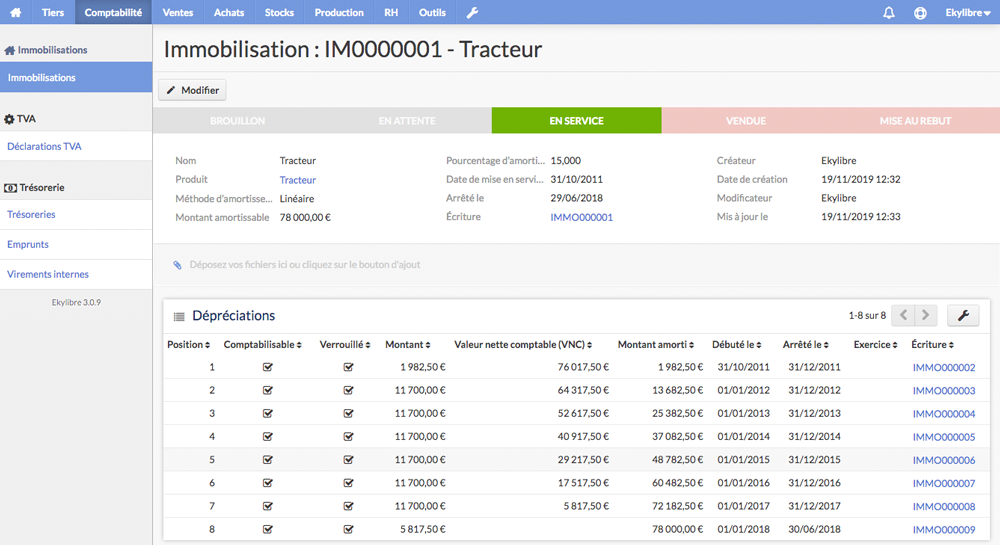 Tiers Comptabilité Ventes Achats Stocks Production RH Outils Ekylibre
Immobilisations
Immobilisations
TVA
Déclarations TVA
Trésorerie
Trésoreries
Emprunts
Virements internes
Ekylibre 3.0.9
Immobilisation : IM0000001 - Tracteur
Modifier
BROUILLON EN ATTENTE EN SERVICE VENDUE MISE AU REBUT
Nom Tracteur Pourcentage d'amorti... 15,000 Créateur Ekylibre
Produit Tracteur Date de mise en servi... 31/10/2011 Date de création 19/11/2019 12:32
Méthode d'amortisse... Linéaire Arrêté le 29/06/2018 Modificateur Ekylibre
Montant amortissable 78 000,00 € Écriture IMMO000001 Mis à jour le 19/11/2019 12:33
Déposez vos fichiers ici ou cliquez sur le bouton d'ajout
Dépréciations 1-8 sur 8
Position Comptabilisable Verrouillé Montant Valeur nette comptable (VNC) Montant amorti Débuté le Arrêté le Exercice Écriture
1 1 982,50 € 76 017,50 € 1 982,50 € 31/10/2011 31/12/2011 IMMO000002
2 11 700,00 € 64 317,50 € 13 682,50 € 01/01/2012 31/12/2012 IMMO000003
3 11 700,00 € 52 617,50 € 25 382,50 € 01/01/2013 31/12/2013 IMMO000004
4 11 700,00 € 40 917,50 € 37 082,50 € 01/01/2014 31/12/2014 IMMO000005
5 11 700,00 € 29 217,50 € 48 782,50 € 01/01/2015 31/12/2015 IMMO000006
6 11 700,00 € 17 517,50 € 60 482,50 € 01/01/2016 31/12/2016 IMMO000007
7 11 700,00 € 5 817,50 € 72 182,50 € 01/01/2017 31/12/2017 IMMO000008
8 5 817,50 € 78 000,00 € 01/01/2018 30/06/2018 IMMO000009